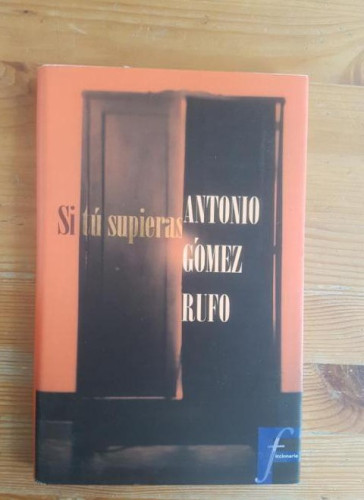 Si tú supieras
ANTONIO
GÓMEZ
RUFO
f